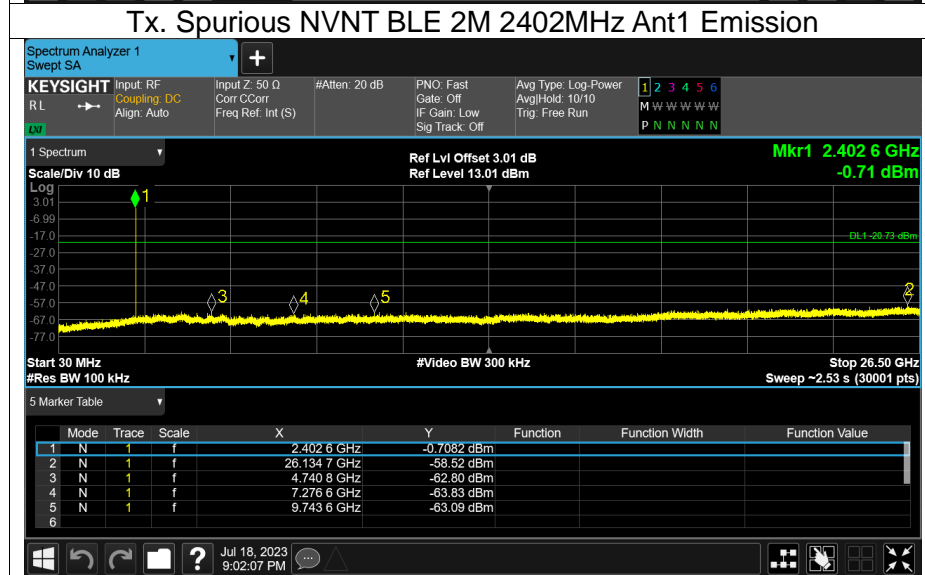 Tx. Spurious NVNT BLE 2M 2402MHz Ant1 Emission
Spectrum Analyzer 1
Swept SA
+
KEYSIGHT Input: RF Input Z: 50 Ω #Atten: 20 dB PNO: Fast Avg Type: Log-Power 1 2 3 4 5 6
R L Coupling: DC Corr CCorr Gate: Off Avg|Hold: 10/10 M W W W W W
Align: Auto Freq Ref: Int (S) IF Gain: Low Trig: Free Run
LXI Sig Track: Off P N N N N N
1 Spectrum Ref Lvl Offset 3.01 dB Mkr1 2.402 6 GHz
Scale/Div 10 dB Ref Level 13.01 dBm -0.71 dBm
Log
1
3.01
-6.99
-17.0
DL1 -20.73 dBm
-27.0
-37.0
-47.0
3 4 5 2
-57.0
-67.0
-77.0
Start 30 MHz #Video BW 300 kHz Stop 26.50 GHz
#Res BW 100 kHz Sweep ~2.53 s (30001 pts)
5 Marker Table
Mode Trace Scale X Y Function Function Width Function Value
1 N 1 f 2.402 6 GHz -0.7082 dBm
2 N 1 f 26.134 7 GHz -58.52 dBm
3 N 1 f 4.740 8 GHz -62.80 dBm
4 N 1 f 7.276 6 GHz -63.83 dBm
5 N 1 f 9.743 6 GHz -63.09 dBm
6
? Jul 18, 2023
9:02:07 PM